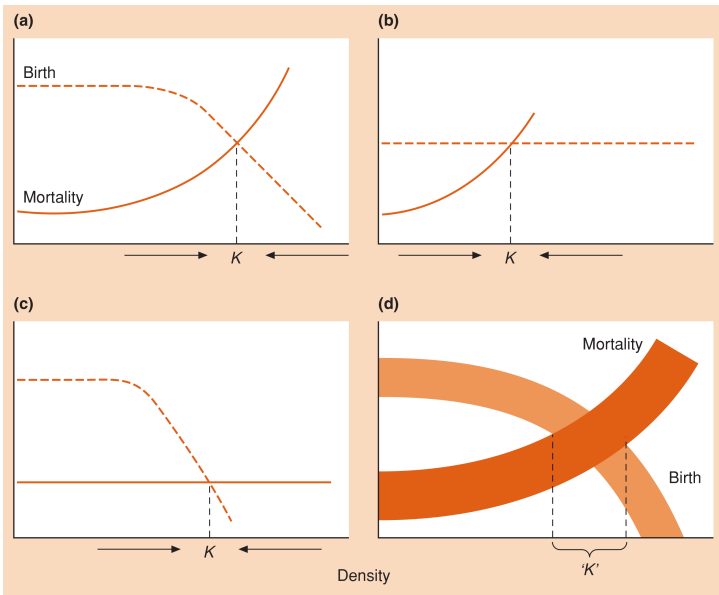 (a)
Birth
Mortality
K
(b)
K
(c)
K
(d)
Mortality
Birth
‘K’
Density